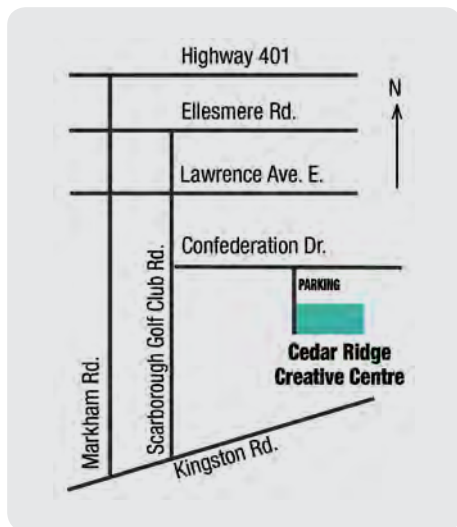 Highway 401
N
Ellesmere Rd.
Lawrence Ave. E.
Confederation Dr.
PARKING
Cedar Ridge
Creative Centre
Markham Rd.
Scarborough Golf Club Rd.
Kingston Rd.